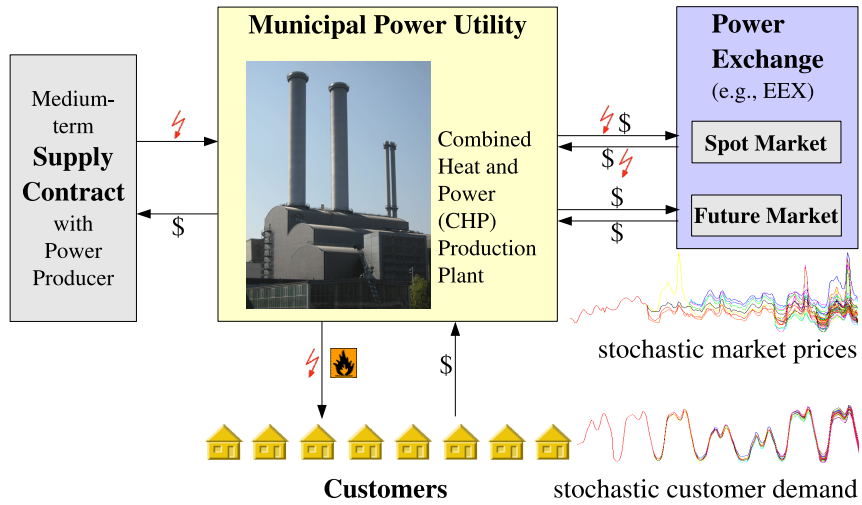 Municipal Power Utility
Medium-
term
Supply
Contract
with
Power
Producer
$
Combined
Heat and
Power
(CHP)
Production
Plant
$
$
$
$
Power
Exchange
(e.g., EEX)
Spot Market
Future Market
stochastic market prices
$
Customers
stochastic customer demand